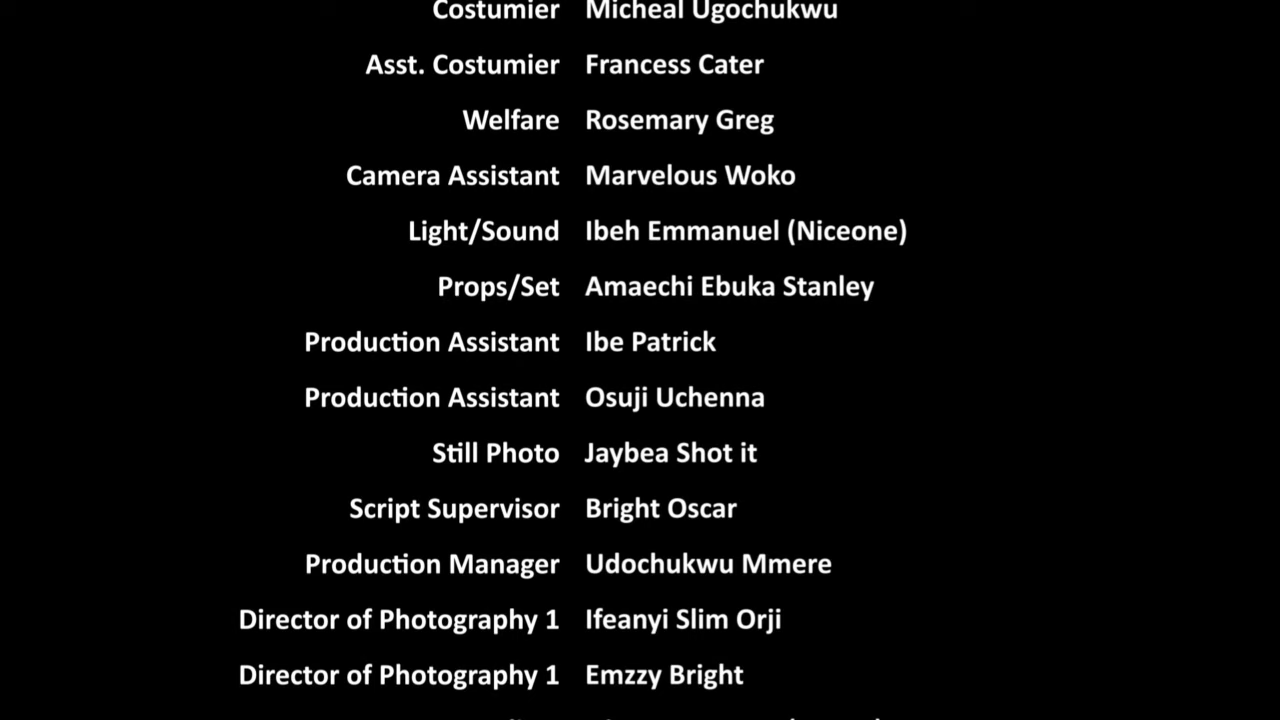 Costumier Micheal Ugochukwu
Asst. Costumier Francess Cater
Welfare Rosemary Greg
Camera Assistant Marvelous Woko
Light/Sound Ibeh Emmanuel (Niceone)
Props/Set Amaechi Ebuka Stanley
Production Assistant Ibe Patrick
Production Assistant Osuji Uchenna
Still Photo Jaybea Shot it
Script Supervisor Bright Oscar
Production Manager Udochukwu Mmere
Director of Photography 1 Ifeanyi Slim Orji
Director of Photography 1 Emzzy Bright